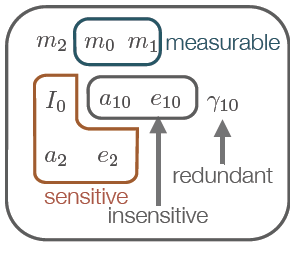 m₂ m₀ m₁ measurable
I₀ a₁₀ e₁₀ γ₁₀
a₂ e₂
redundant
sensitive
insensitive